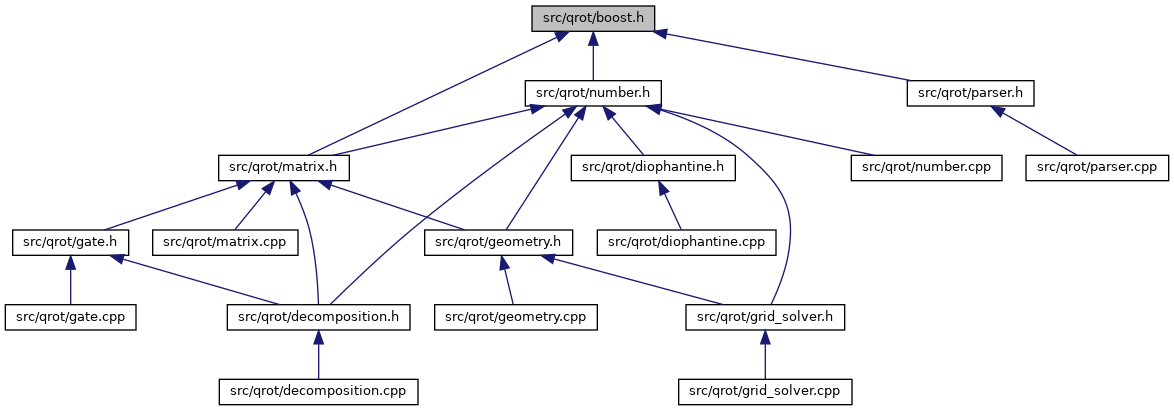 src/qrot/boost.h
src/qrot/number.h
src/qrot/parser.h
src/qrot/matrix.h
src/qrot/diophantine.h
src/qrot/number.cpp
src/qrot/parser.cpp
src/qrot/gate.h
src/qrot/matrix.cpp
src/qrot/geometry.h
src/qrot/diophantine.cpp
src/qrot/gate.cpp
src/qrot/decomposition.h
src/qrot/geometry.cpp
src/qrot/grid_solver.h
src/qrot/decomposition.cpp
src/qrot/grid_solver.cpp